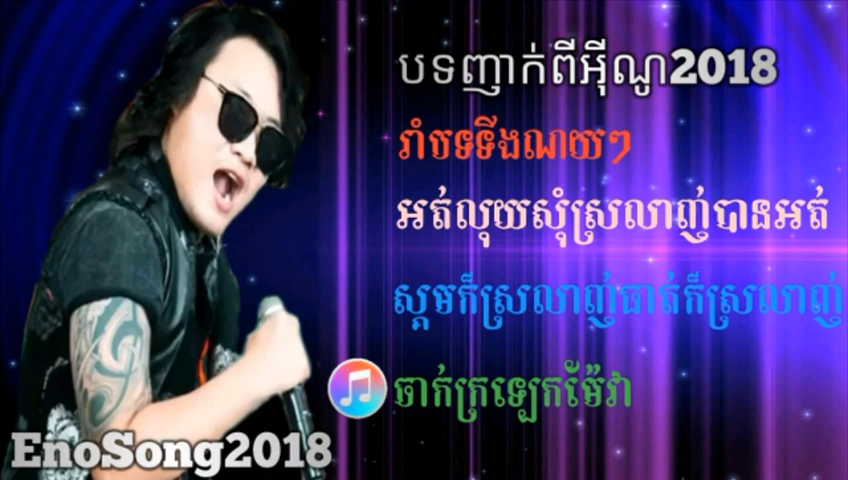 បទញាក់ពីអ៊ីណូ2018
រាំបទទឹងណយៗ
អត់លុយសុំស្រលាញ់បានអត់
ស្គមក៏ស្រលាញ់ធាត់ក៏ស្រលាញ់
ចាក់ក្រឡេកម៉ែវា
EnoSong2018